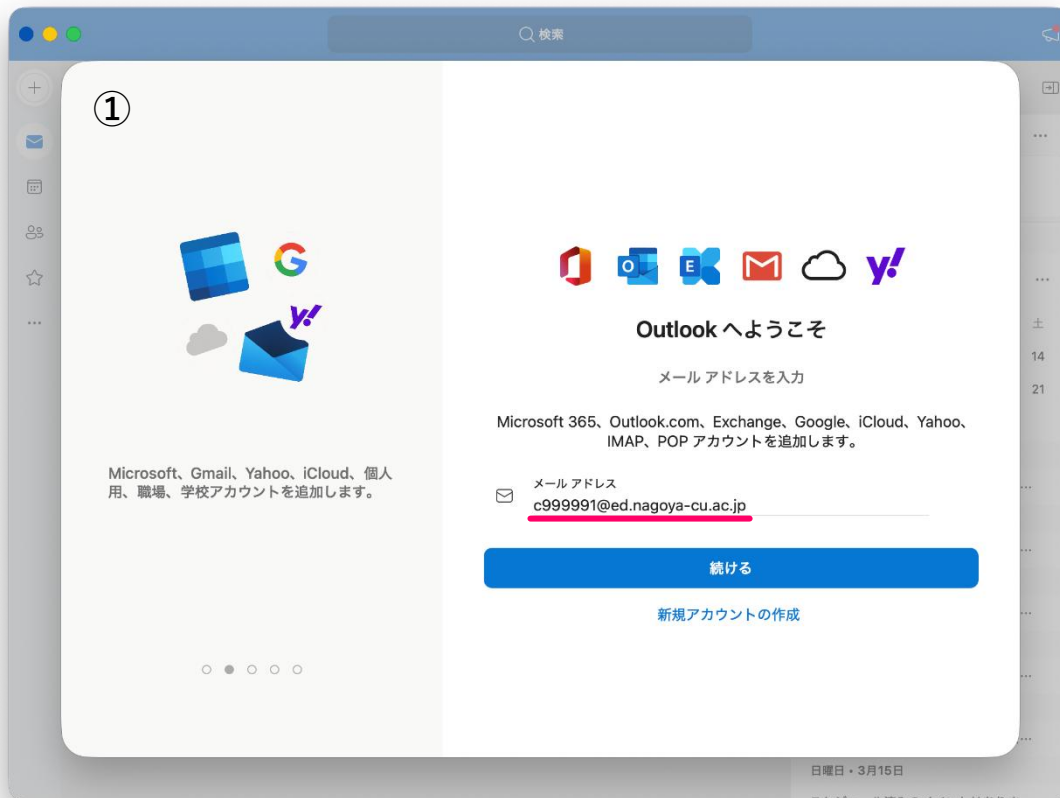 検索
①
Outlook へようこそ
メール アドレスを入力
Microsoft 365、Outlook.com、Exchange、Google、iCloud、Yahoo、
IMAP、POP アカウントを追加します。
Microsoft、Gmail、Yahoo、iCloud、個人
用、職場、学校アカウントを追加します。
メール アドレス
c999991@ed.nagoya-cu.ac.jp
続ける
新規アカウントの作成
土
14
21
日曜日・3月15日